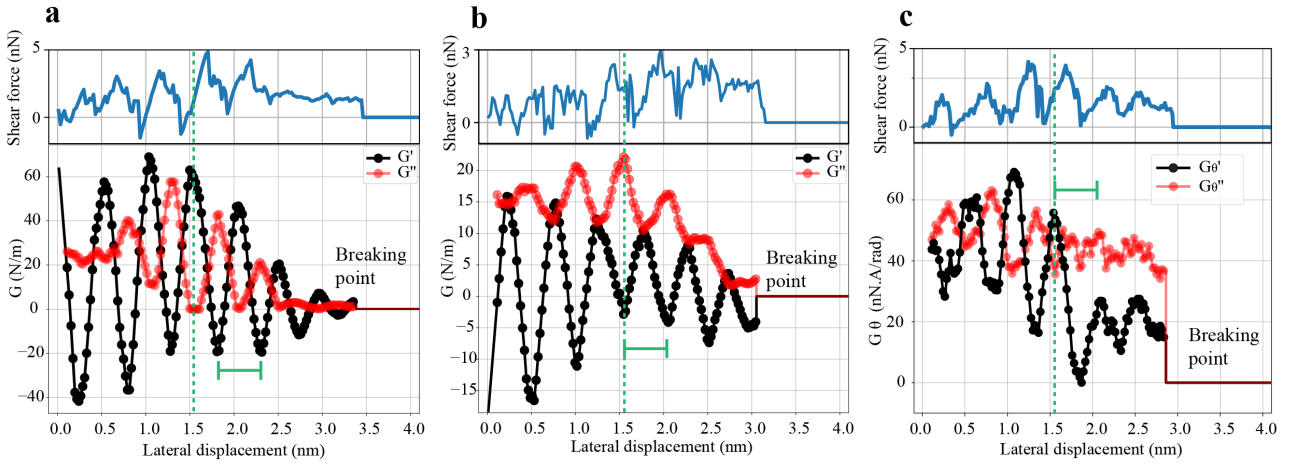 a
Shear force (nN)
5
0
G'
G"
60
40
20
0
−20
−40
G (N/m)
Breaking
point
0.0 0.5 1.0 1.5 2.0 2.5 3.0 3.5 4.0
Lateral displacement (nm)
b
Shear force (nN)
3
0
G'
G"
20
15
10
5
0
−5
−10
−15
G (N/m)
Breaking
point
0.0 0.5 1.0 1.5 2.0 2.5 3.0 3.5 4.0
Lateral displacement (nm)
c
Shear force (nN)
5
0
Gθ'
Gθ"
60
40
20
0
G θ (nN.A/rad)
Breaking
point
0.0 0.5 1.0 1.5 2.0 2.5 3.0 3.5 4.0
Lateral displacement (nm)